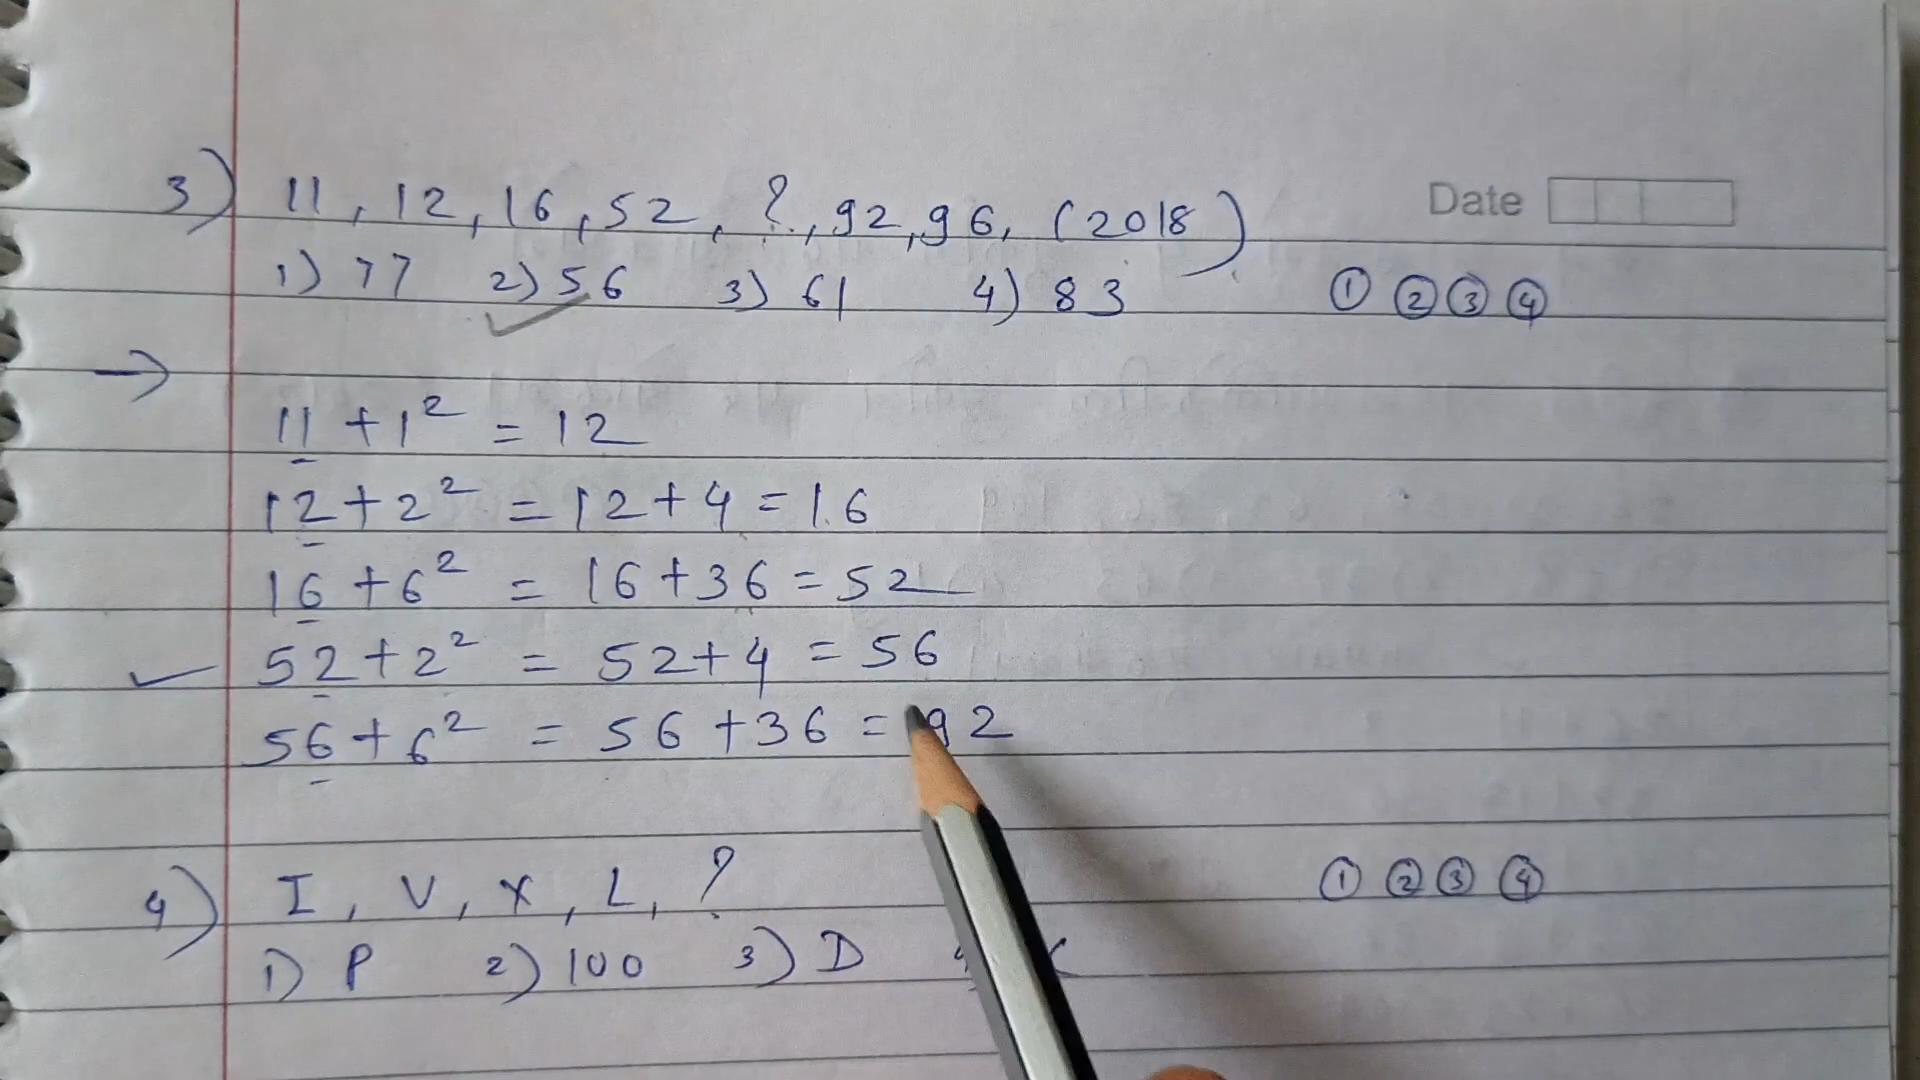 Date
3) 11, 12, 16, 52, ?, 92, 96, (2018)
1) 77 2) 56 3) 61 4) 83 ① ② ③ ④
→
11 + 1² = 12
12 + 2² = 12 + 4 = 16
16 + 6² = 16 + 36 = 52
✓ 52 + 2² = 52 + 4 = 56
56 + 6² = 56 + 36 = 92
4) I, V, X, L, ? ① ② ③ ④
1) P 2) 100 3) D